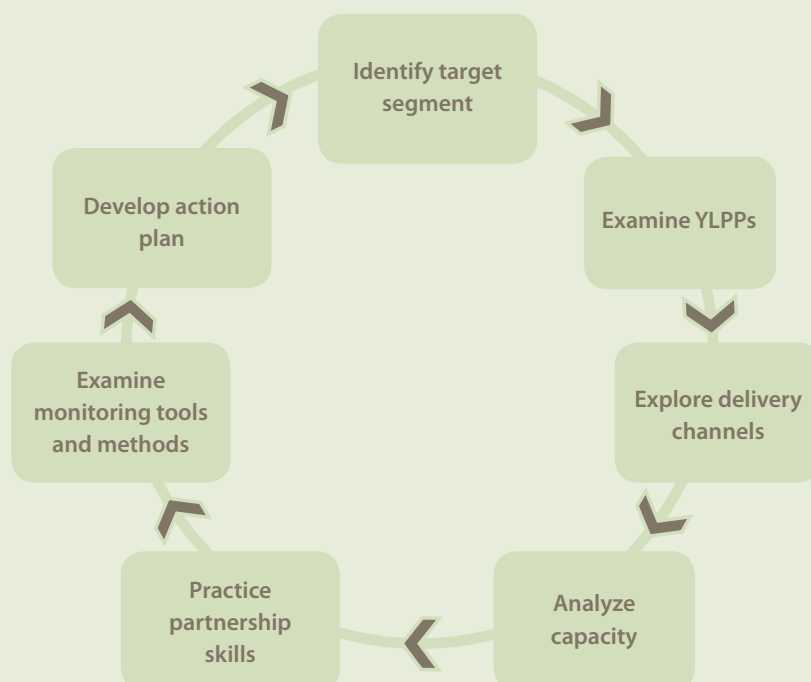 Identify target
segment
Examine YLPPs
Explore delivery
channels
Analyze
capacity
Practice
partnership
skills
Examine
monitoring tools
and methods
Develop action
plan